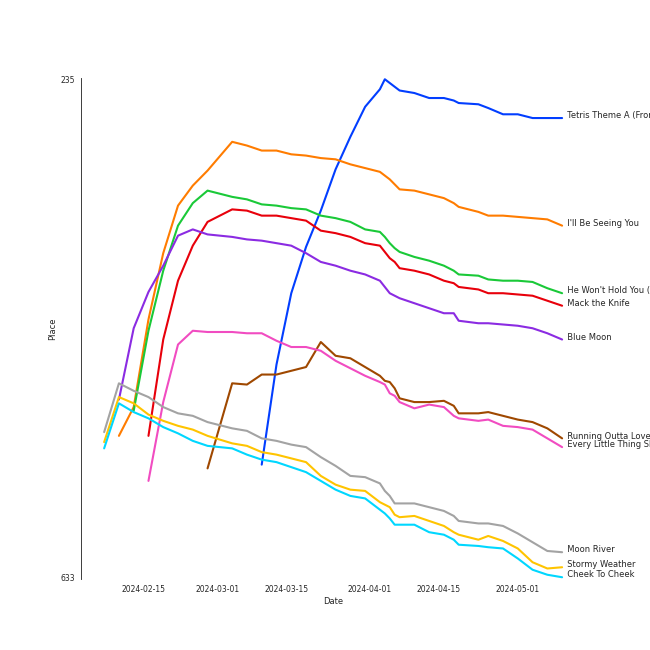 235
Tetris Theme A (Fro
I'll Be Seeing You
He Won't Hold You (
Mack the Knife
Place
Blue Moon
Running Outta Love
Every Little Thing S
Moon River
Stormy Weather
Cheek To Cheek
633
2024-02-15 2024-03-01 2024-03-15 2024-04-01 2024-04-15 2024-05-01
Date